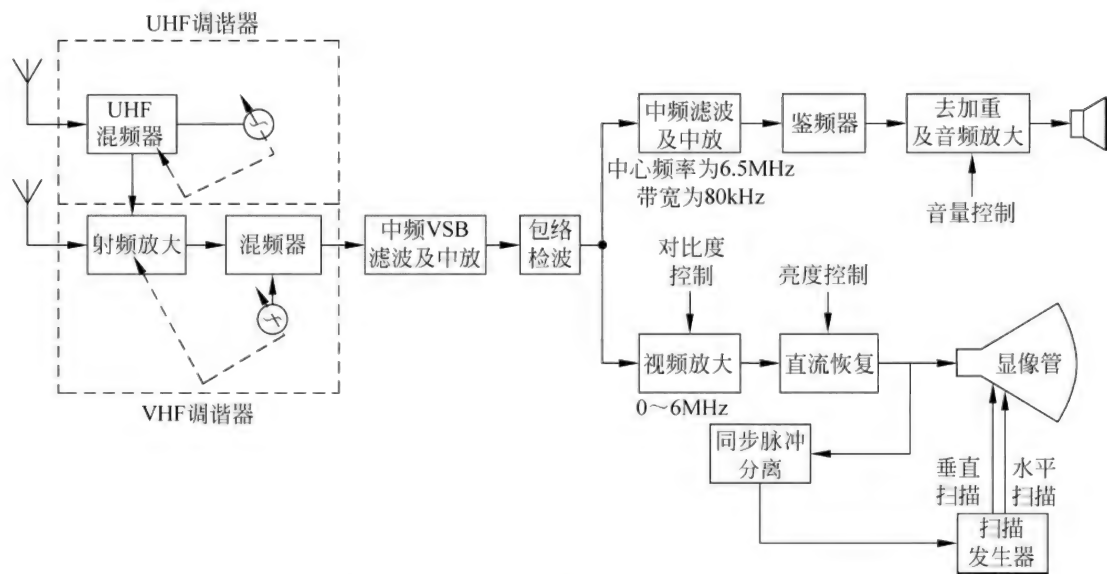 UHF调谐器
UHF
混频器
射频放大
混频器
VHF调谐器
中频VSB
滤波及中放
包络
检波
中频滤波
及中放
中心频率为6.5MHz
带宽为80kHz
鉴频器
去加重
及音频放大
音量控制
对比度
控制
亮度控制
视频放大
0～6MHz
直流恢复
显像管
同步脉冲
分离
垂直
扫描
水平
扫描
扫描
发生器